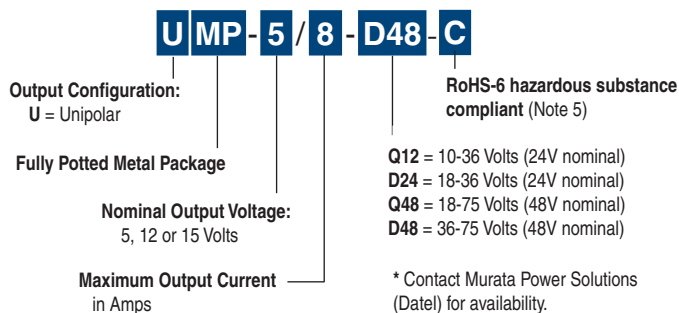 UMP-5/8-D48-C
Output Configuration:
U = Unipolar
Fully Potted Metal Package
Nominal Output Voltage:
5, 12 or 15 Volts
Maximum Output Current
in Amps
RoHS-6 hazardous substance
compliant (Note 5)
Q12 = 10-36 Volts (24V nominal)
D24 = 18-36 Volts (24V nominal)
Q48 = 18-75 Volts (48V nominal)
D48 = 36-75 Volts (48V nominal)
* Contact Murata Power Solutions
(Datel) for availability.